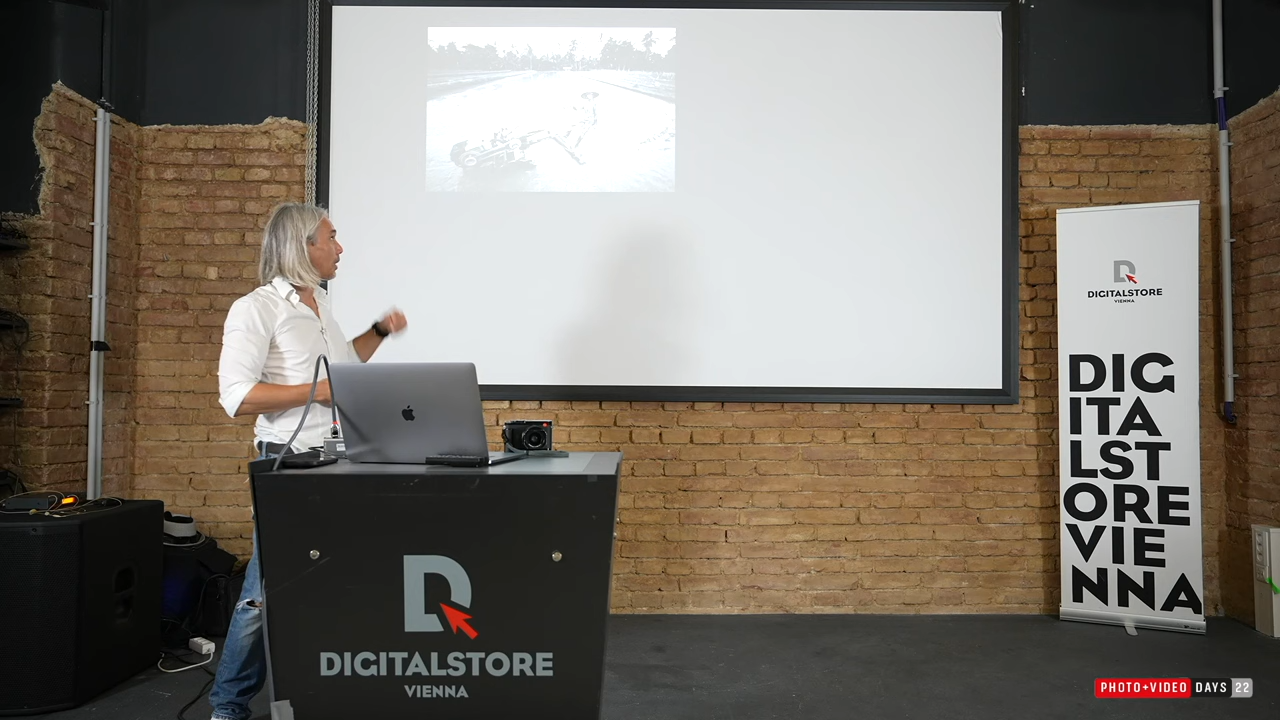 DIGITALSTORE
VIENNA
DIG
ITA
LST
ORE
VIE
NNA
DIGITALSTORE
VIENNA
PHOTO+VIDEO DAYS 22